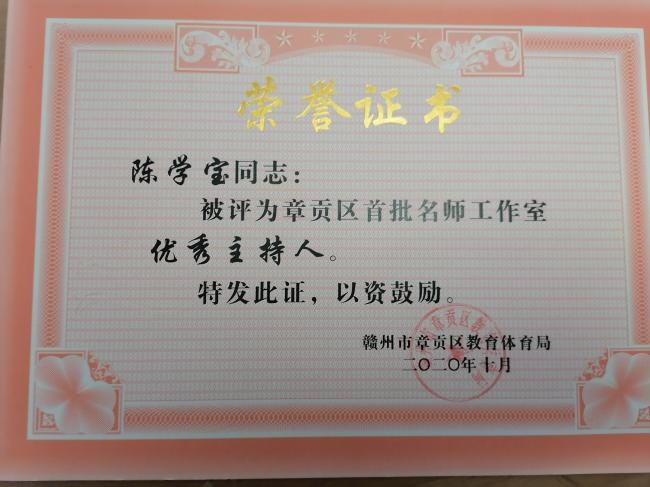 荣誉证书
陈学宝同志：
被评为章贡区首批名师工作室
优秀主持人。
特发此证，以资鼓励。
赣州市章贡区教育体育局
二〇二〇年十月